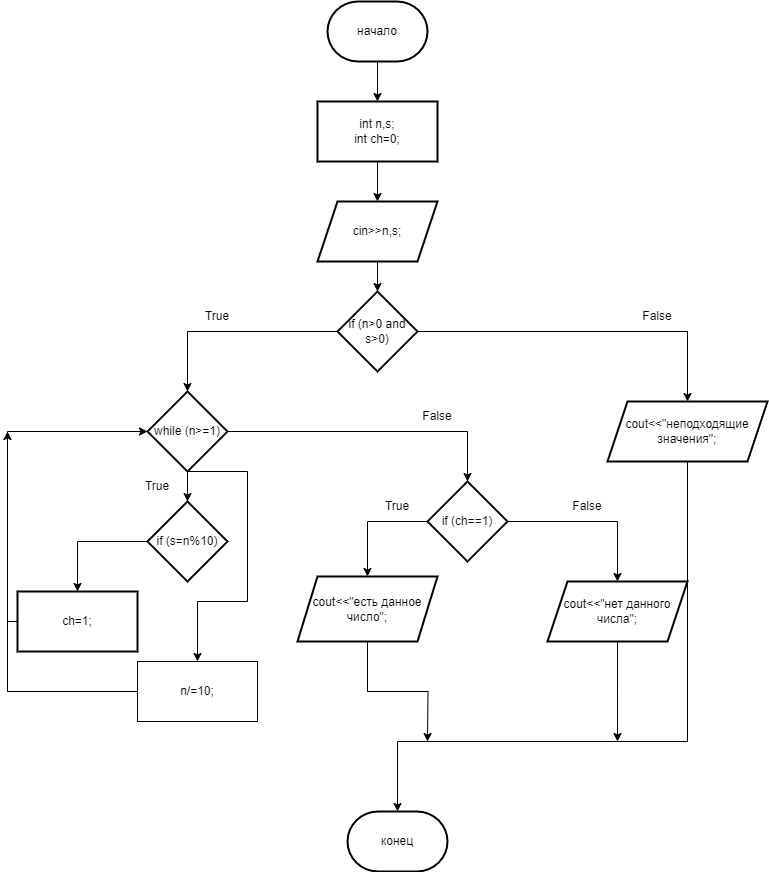 начало
int n,s;
int ch=0;
cin>>n,s;
True
if (n>0 and
s>0)
False
while (n>=1)
False
cout<<"неподходящие
значения";
True
if (s=n%10)
True
if (ch==1)
False
ch=1;
cout<<"есть данное
число";
cout<<"нет данного
числа";
n/=10;
конец